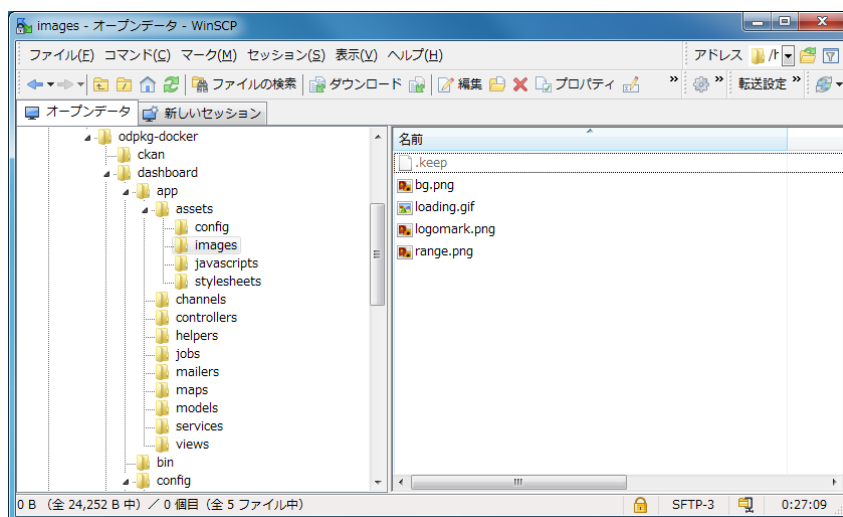 images - オープンデータ - WinSCP
ファイル(F) コマンド(C) マーク(M) セッション(S) 表示(V) ヘルプ(H)
アドレス /h
ファイルの検索 ダウンロード 編集 プロパティ » » 転送設定 »
オープンデータ 新しいセッション
odpkg-docker
ckan
dashboard
app
assets
config
images
javascripts
stylesheets
channels
controllers
helpers
jobs
mailers
maps
models
services
views
bin
config
名前
.keep
bg.png
loading.gif
logomark.png
range.png
0 B （全 24,252 B 中）／ 0 個目（全 5 ファイル中）
SFTP-3 0:27:09